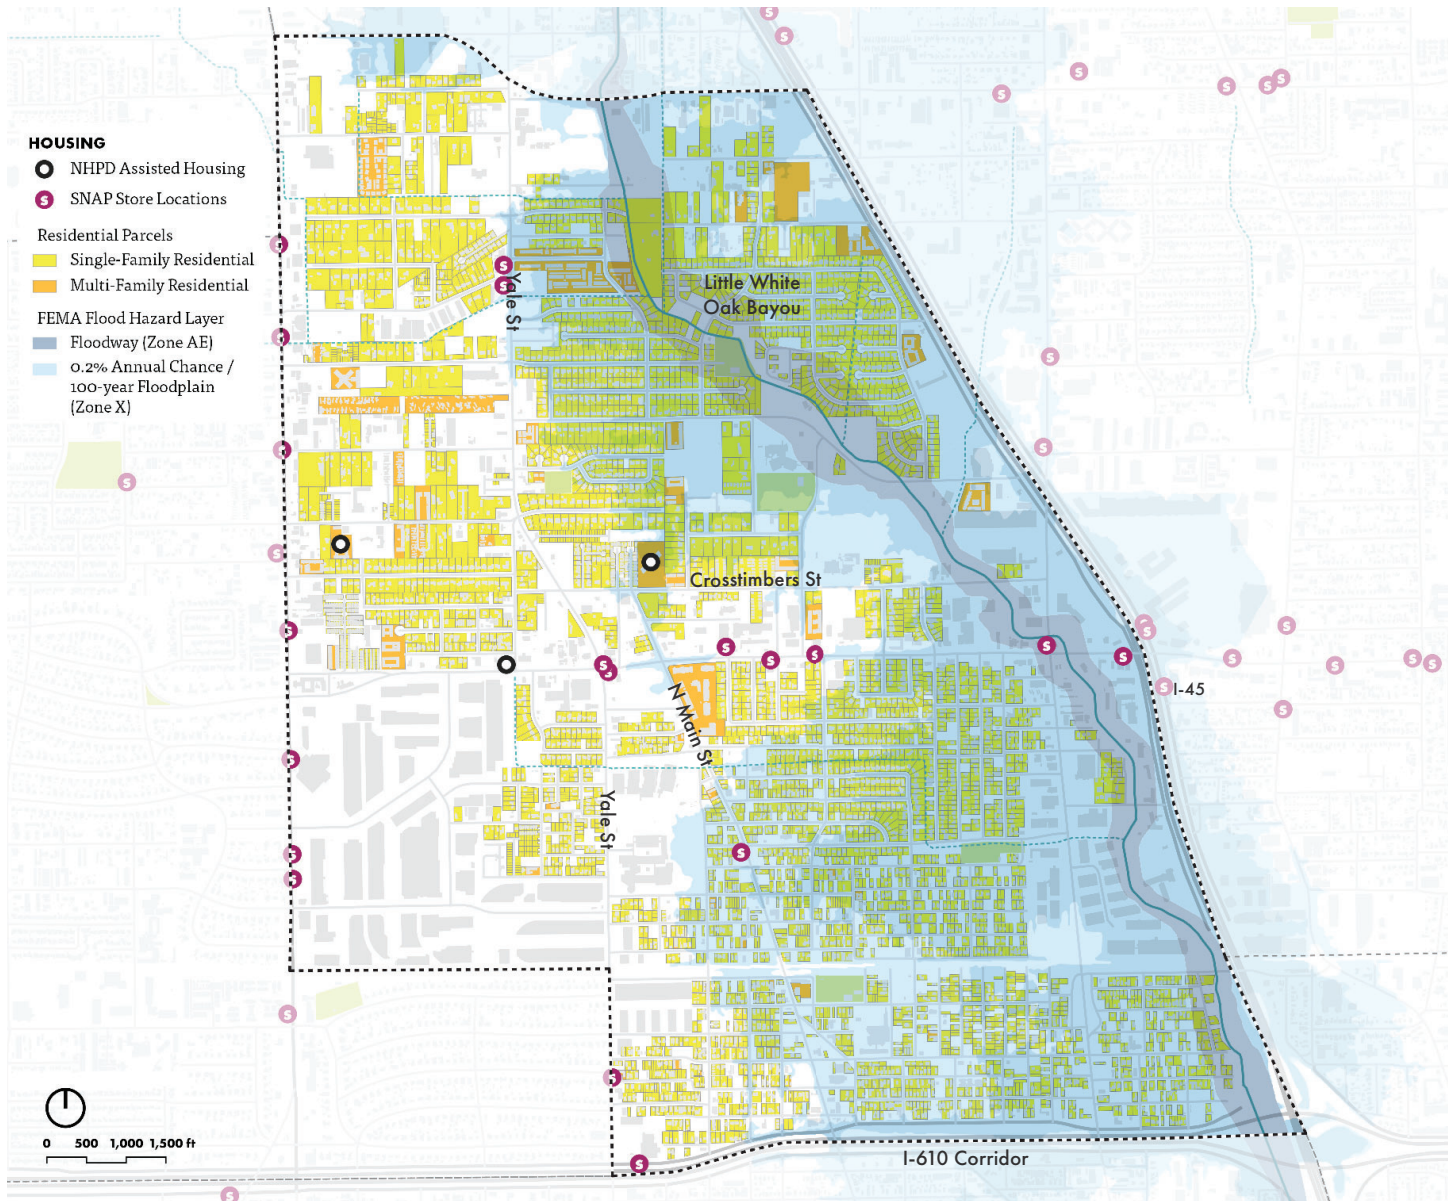 HOUSING
NHPD Assisted Housing
S SNAP Store Locations
Residential Parcels
Single-Family Residential
Multi-Family Residential
FEMA Flood Hazard Layer
Floodway (Zone AE)
0.2% Annual Chance /
100-year Floodplain
(Zone X)
Yale St
Little White
Oak Bayou
Crosstimbers St
N Main St
I-45
Yale St
I-610 Corridor
0 500 1,000 1,500 ft